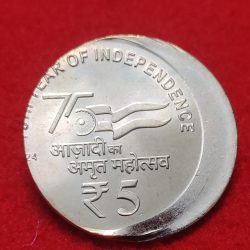 YEAR OF INDEPENDENCE
75
आज़ादी का
अमृत महोत्सव
₹ 5